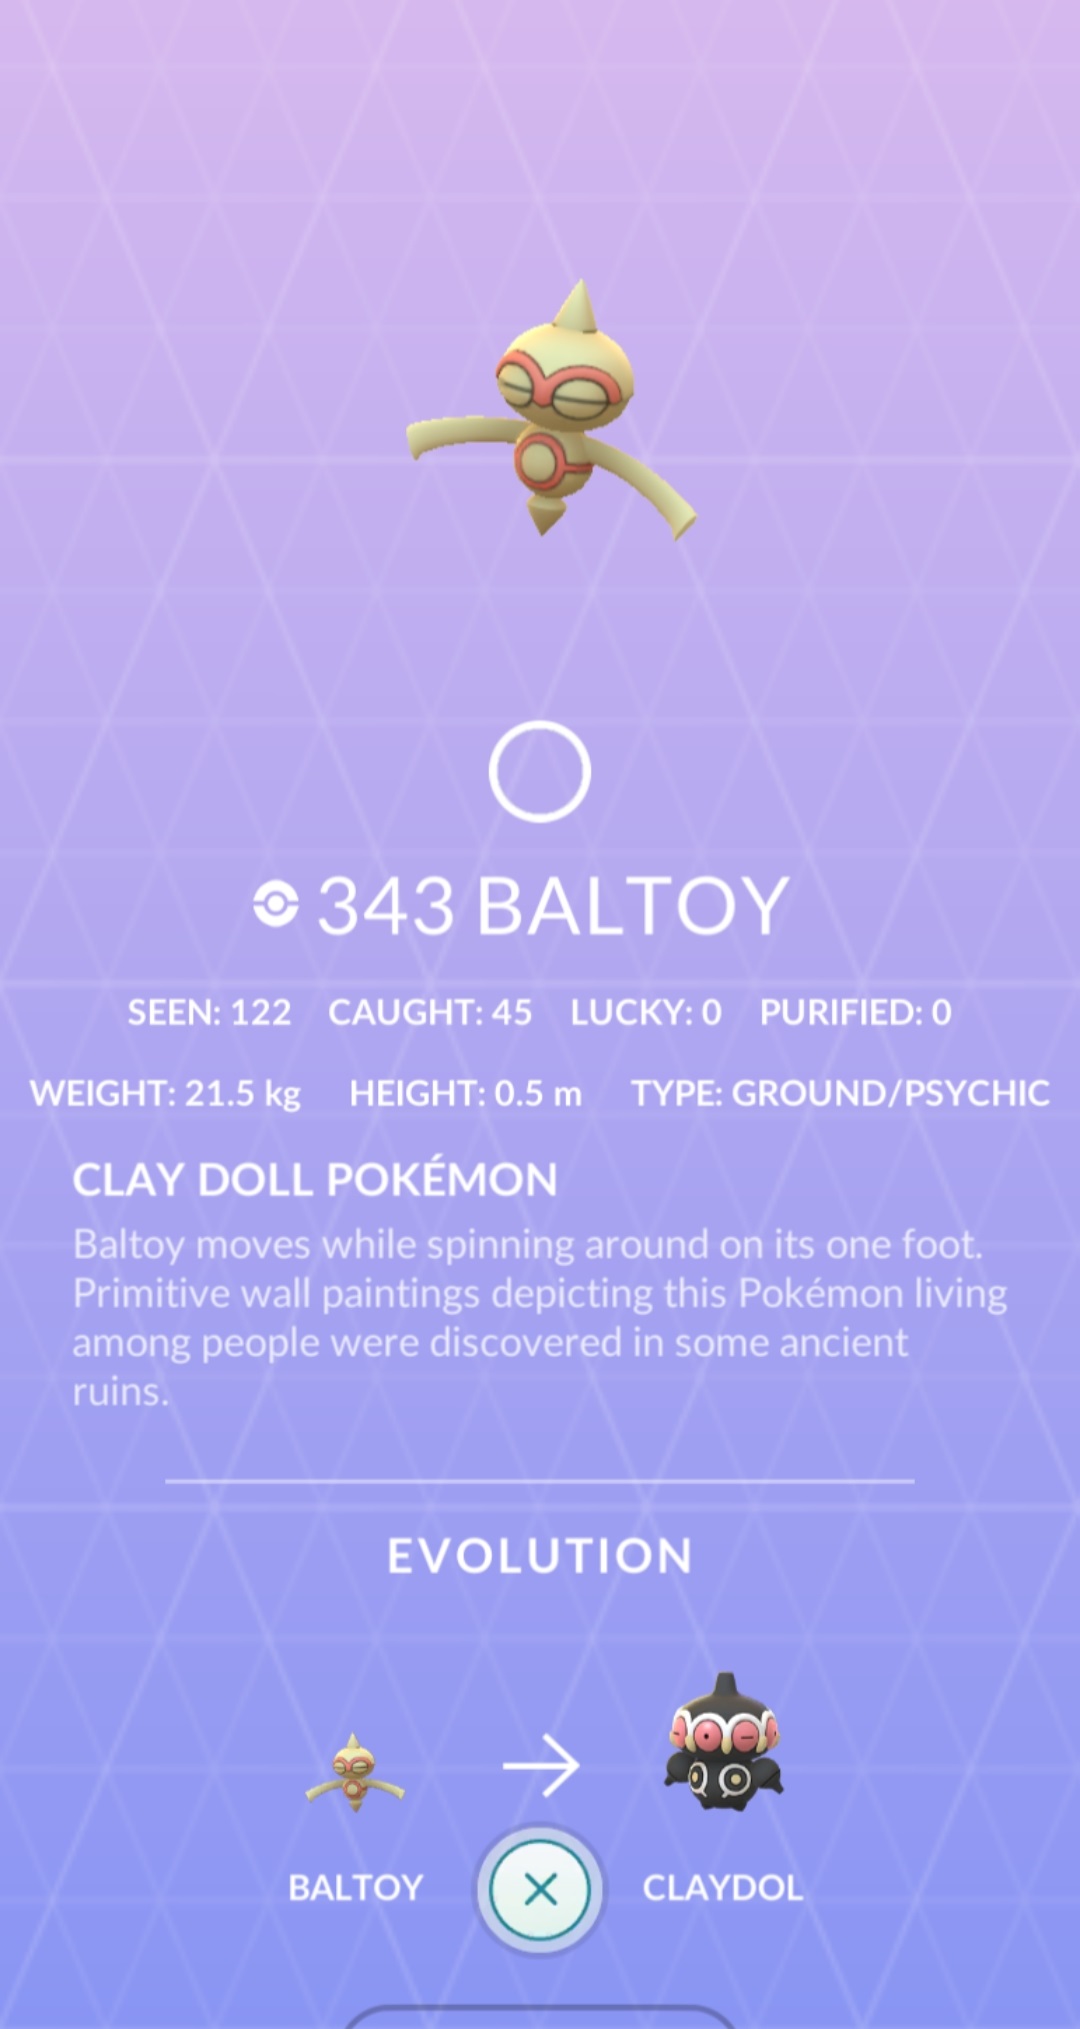 343 BALTOY
SEEN: 122 CAUGHT: 45 LUCKY: 0 PURIFIED: 0
WEIGHT: 21.5 kg HEIGHT: 0.5 m TYPE: GROUND/PSYCHIC
CLAY DOLL POKÉMON
Baltoy moves while spinning around on its one foot.
Primitive wall paintings depicting this Pokémon living
among people were discovered in some ancient
ruins.
EVOLUTION
BALTOY CLAYDOL